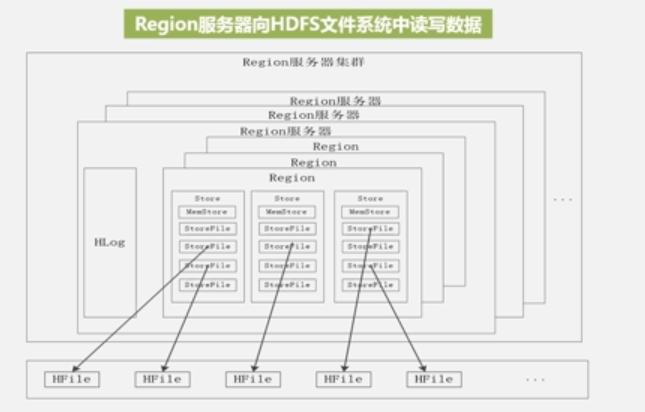 Region服务器向HDFS文件系统中读写数据
Region服务器集群
Region服务器
Region服务器
Region服务器
Region
Region
Region
HLog
Store
MemStore
StoreFile
StoreFile
StoreFile
StoreFile
Store
MemStore
StoreFile
StoreFile
StoreFile
StoreFile
Store
MemStore
StoreFile
StoreFile
StoreFile
StoreFile
...
HFile
HFile
HFile
HFile
HFile
...